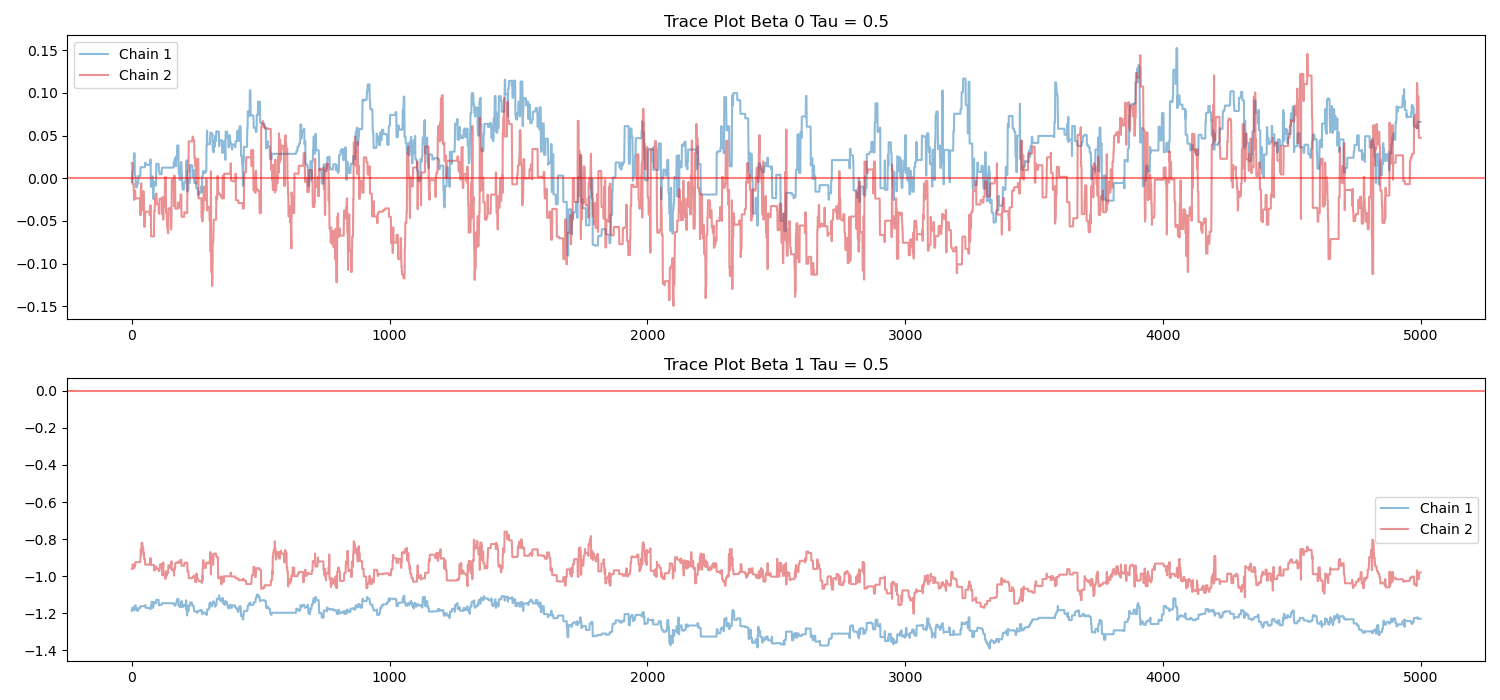 Trace Plot Beta 0 Tau = 0.5
Chain 1
Chain 2
0.15
0.10
0.05
0.00
−0.05
−0.10
−0.15
0 1000 2000 3000 4000 5000
Trace Plot Beta 1 Tau = 0.5
0.0
−0.2
−0.4
−0.6
−0.8
−1.0
−1.2
−1.4
Chain 1
Chain 2
0 1000 2000 3000 4000 5000